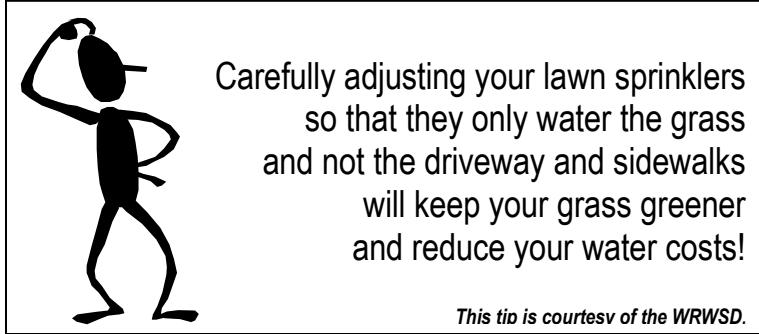 Carefully adjusting your lawn sprinklers
so that they only water the grass
and not the driveway and sidewalks
will keep your grass greener
and reduce your water costs!
This tip is courtesy of the WRWSD.